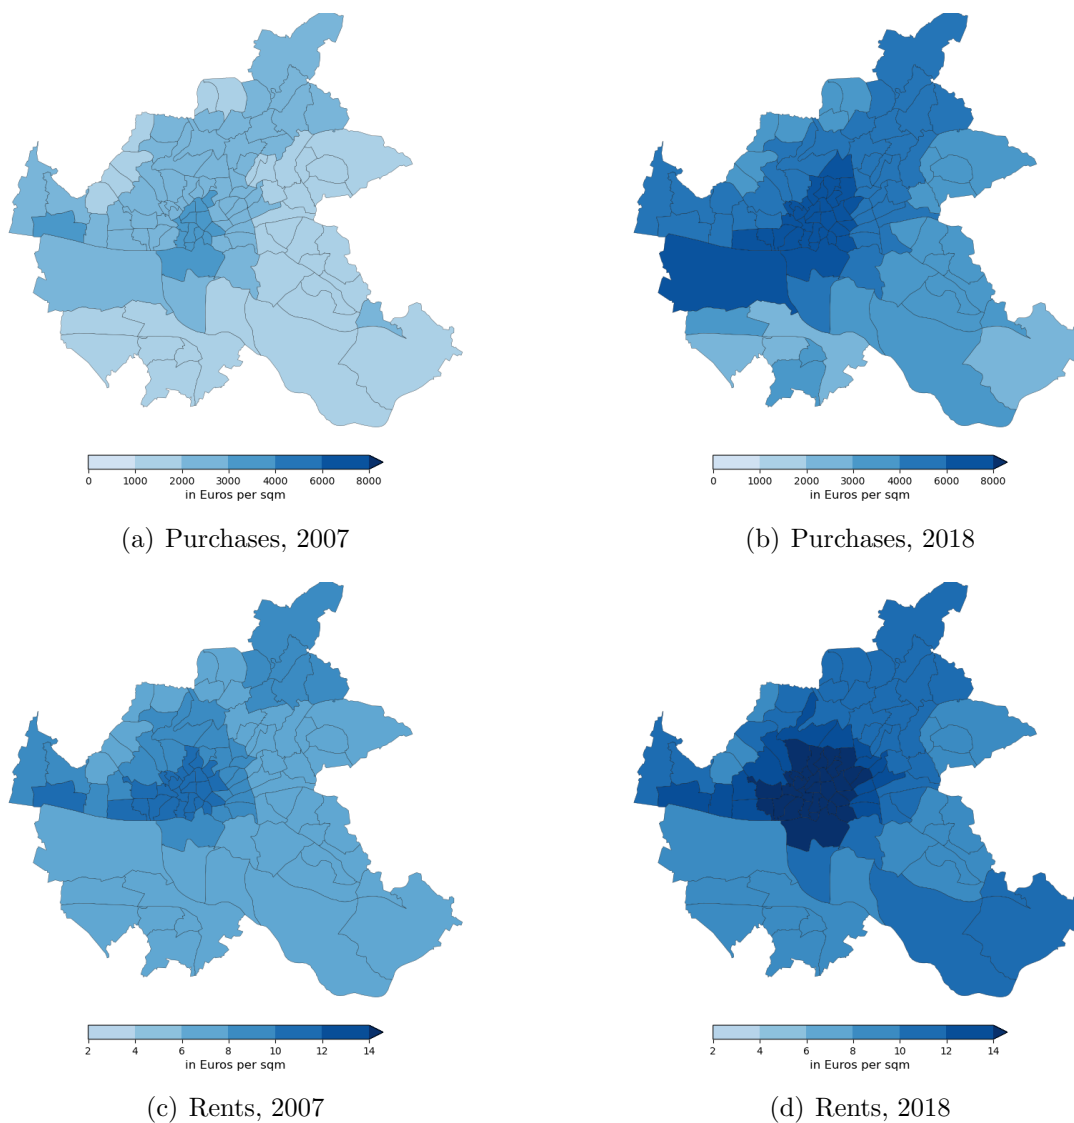 0 1000 2000 3000 4000 6000 8000
in Euros per sqm
(a) Purchases, 2007
0 1000 2000 3000 4000 6000 8000
in Euros per sqm
(b) Purchases, 2018
2 4 6 8 10 12 14
in Euros per sqm
(c) Rents, 2007
2 4 6 8 10 12 14
in Euros per sqm
(d) Rents, 2018